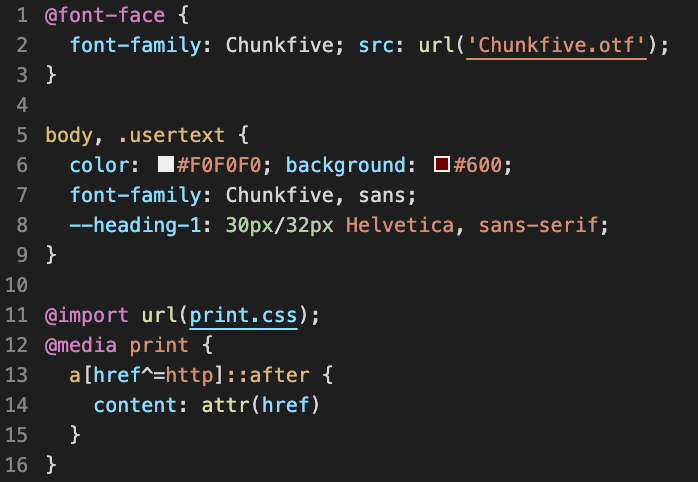 1 @font-face {
2   font-family: Chunkfive; src: url('Chunkfive.otf');
3 }
4
5 body, .usertext {
6   color: #F0F0F0; background: #600;
7   font-family: Chunkfive, sans;
8   --heading-1: 30px/32px Helvetica, sans-serif;
9 }
10
11 @import url(print.css);
12 @media print {
13   a[href^=http]::after {
14     content: attr(href)
15   }
16 }